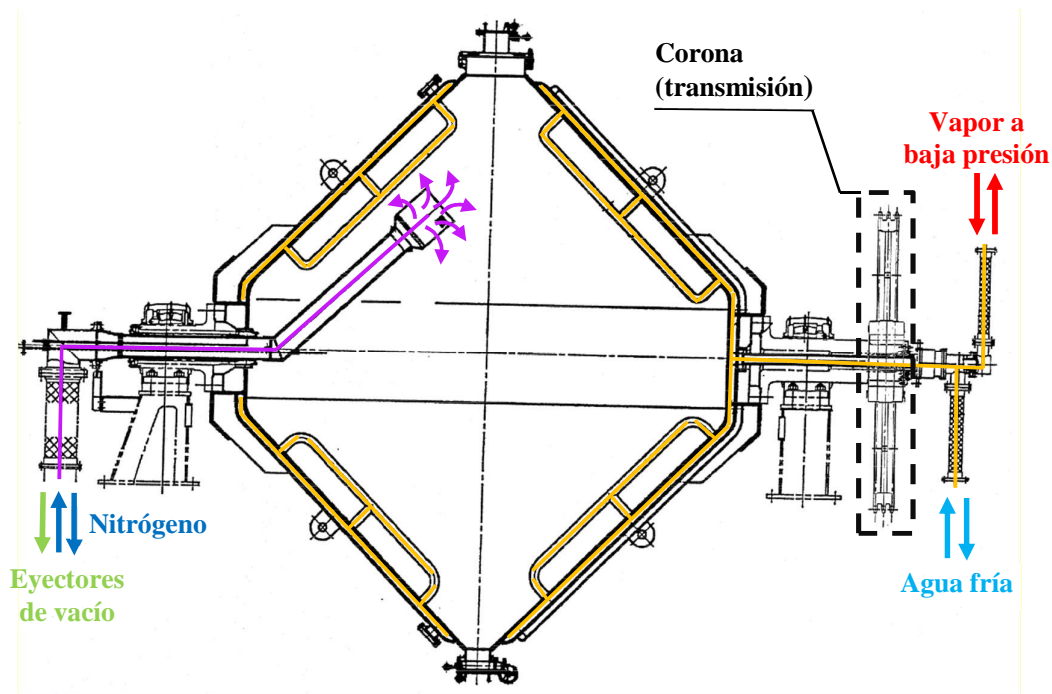 Corona
(transmisión)
Vapor a
baja presión
Nitrógeno
Eyectores
de vacío
Agua fría